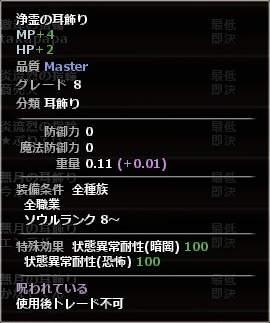 浄霊の耳飾り
MP+4
HP+2
品質 Master
グレード 8
分類 耳飾り
防御力 0
魔法防御力 0
重量 0.11 (+0.01)
装備条件 全種族
全職業
ソウルランク 8～
特殊効果 状態異常耐性(暗闇) 100
状態異常耐性(恐怖) 100
呪われている
使用後トレード不可